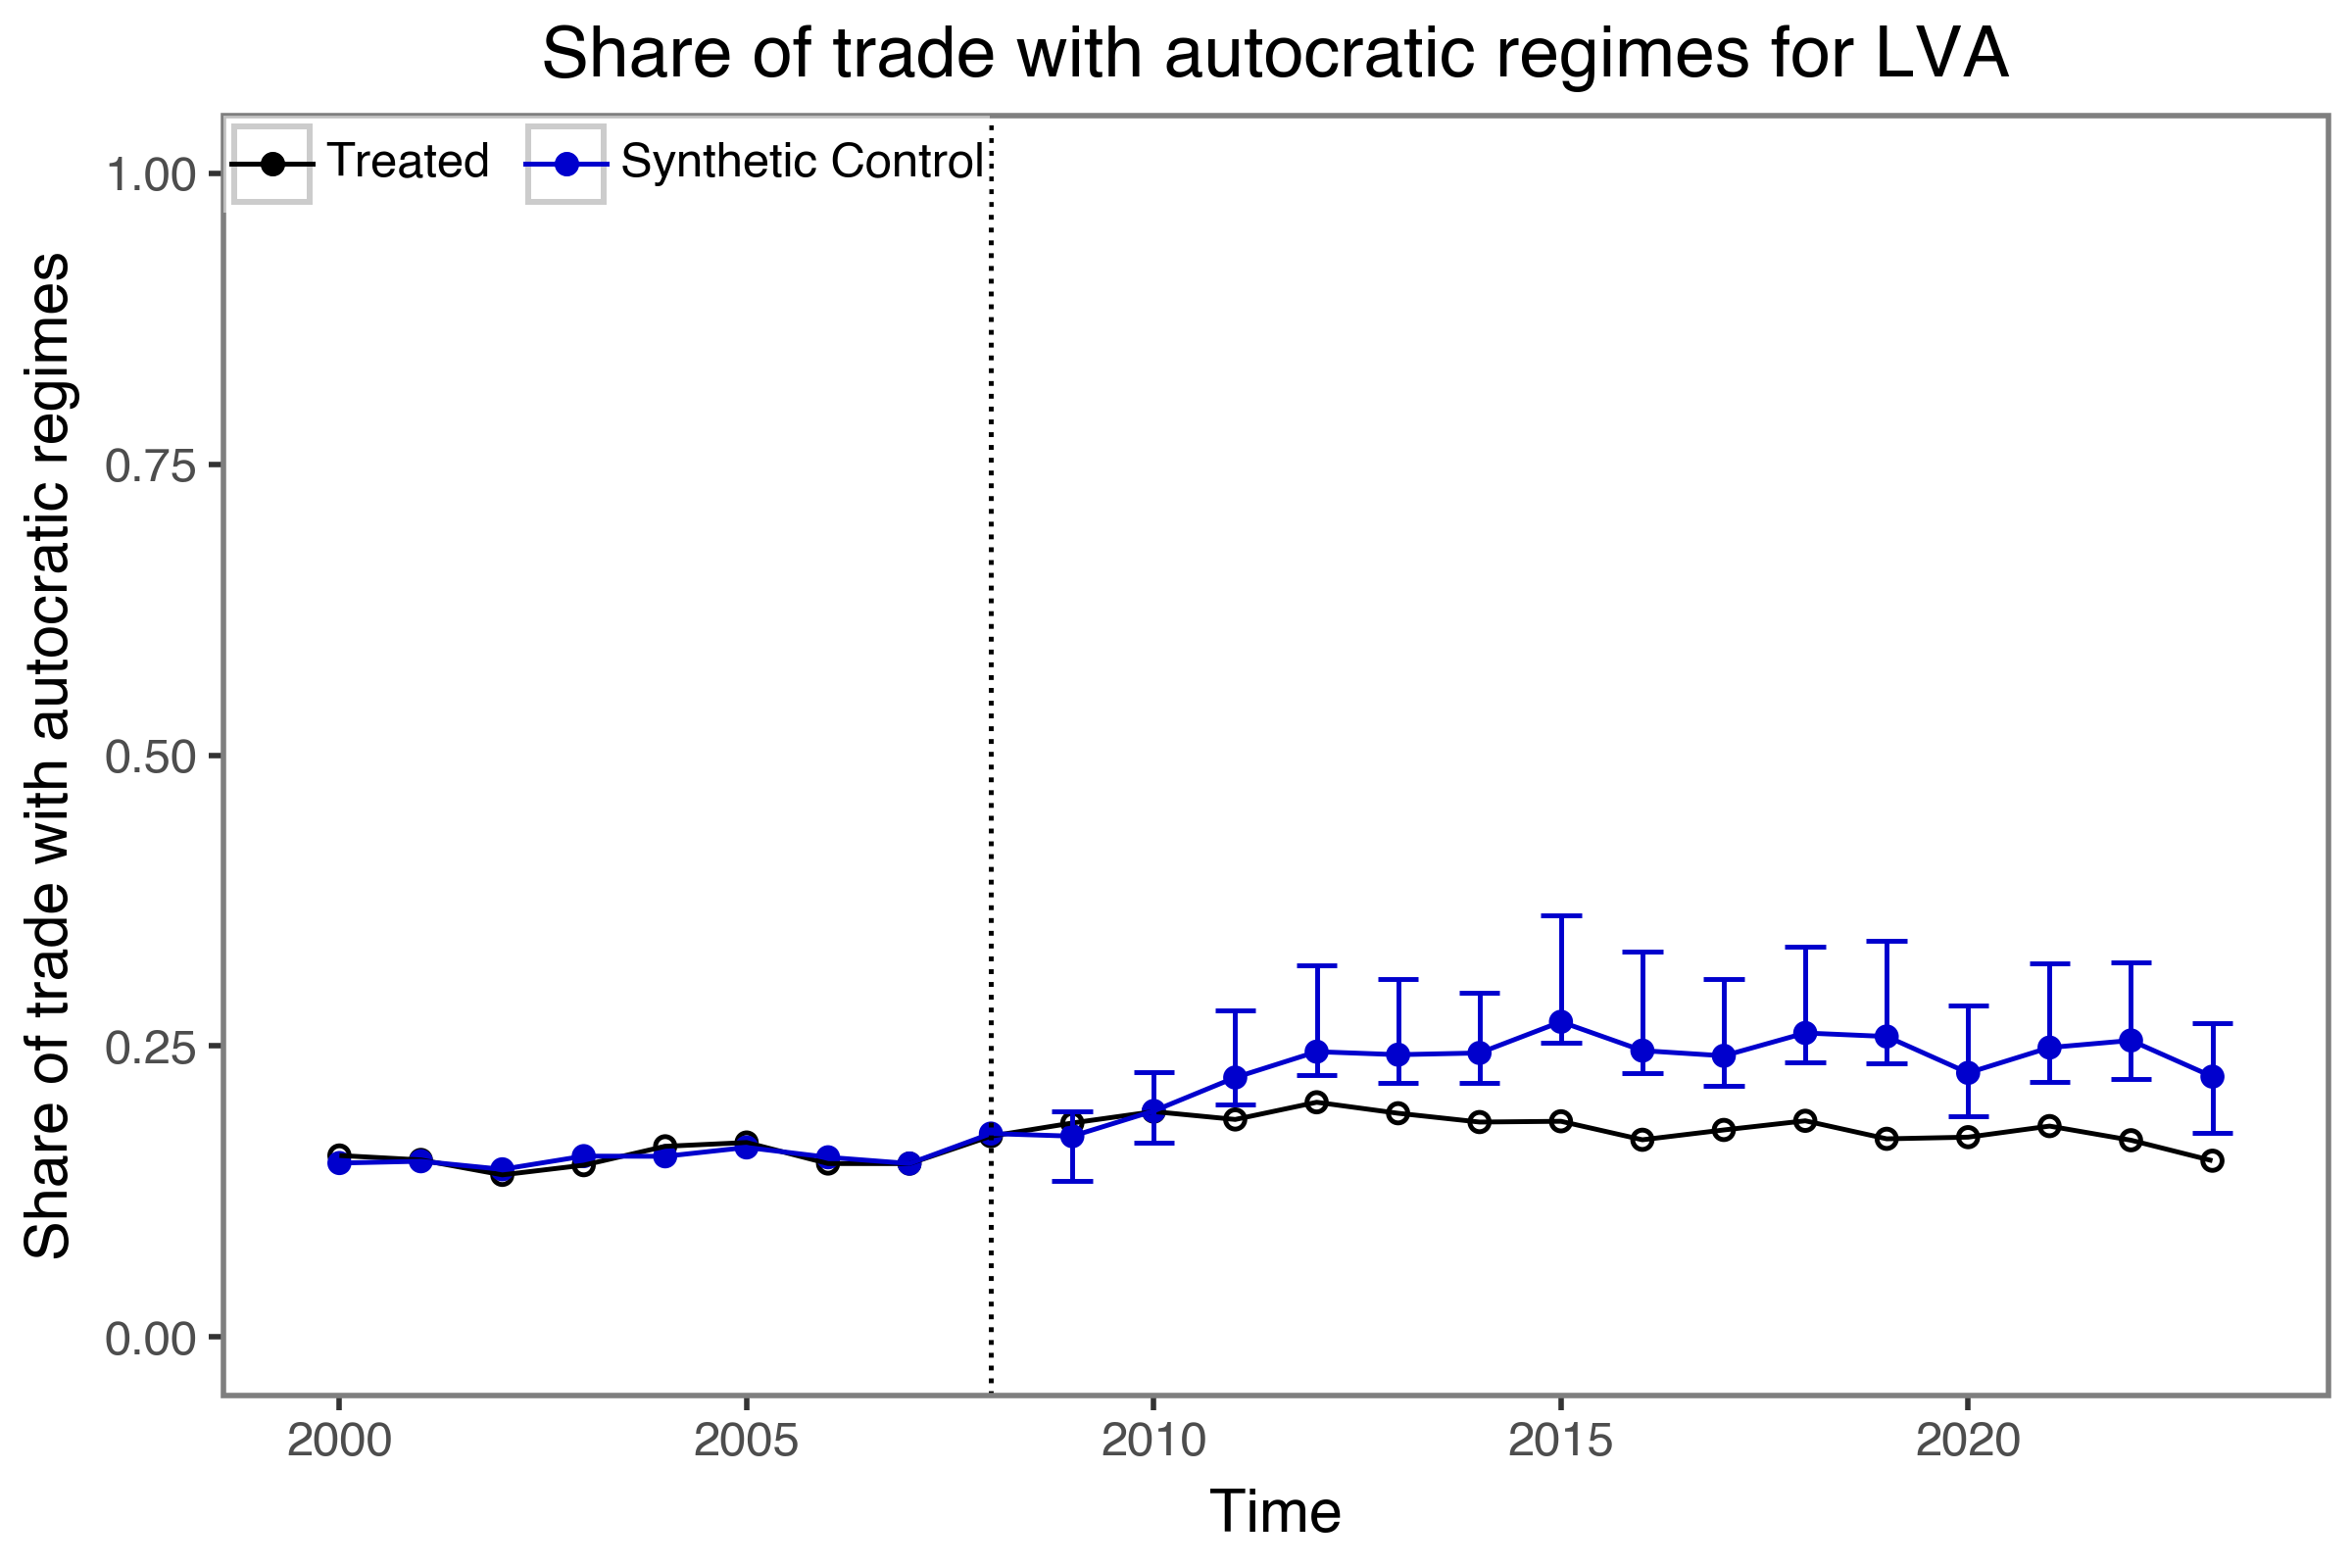 Share of trade with autocratic regimes for LVA
Treated
Synthetic Control
Share of trade with autocratic regimes
1.00
0.75
0.50
0.25
0.00
2000
2005
2010
2015
2020
Time